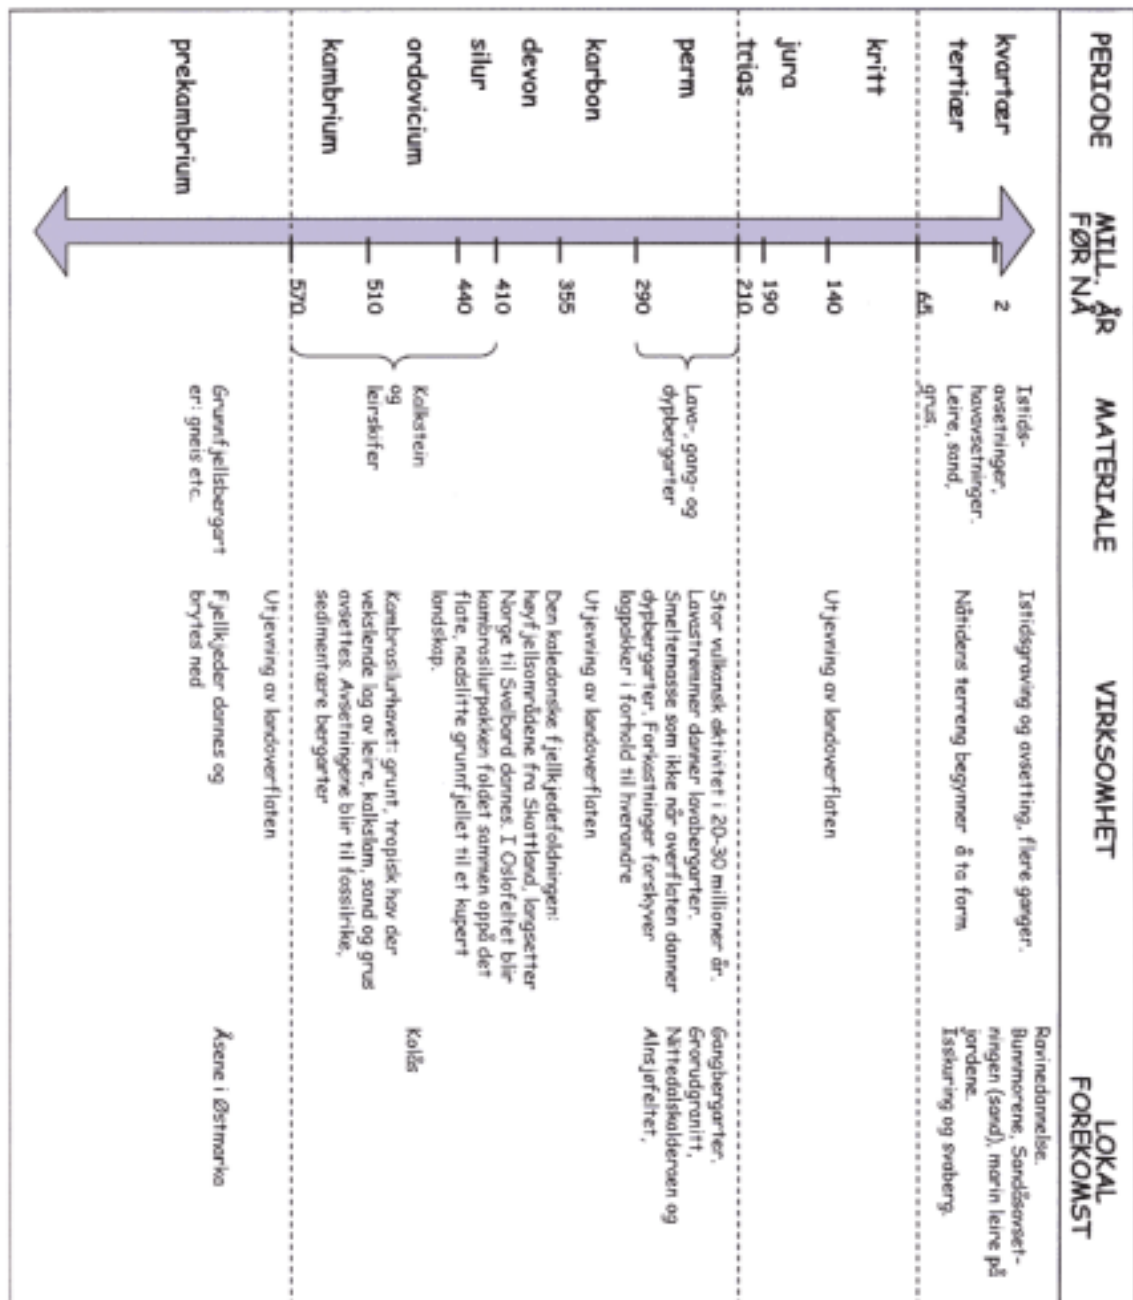 PERIODE
MILL. ÅR
FØR NÅ
MATERIALE
VIRKSOMHET
LOKAL
FOREKOMST
kvartær
tertiær
kritt
jura
trias
perm
karbon
devon
silur
ordovicium
kambrium
prekambrium
2
65
140
190
210
290
355
410
440
510
570
Istids-
avsetninger,
havavsetninger.
Leire, sand,
grus.
Lava-, gang- og
dypbergarter
Kalkstein
og
leirskifer
Grunnfjellsbergart
er: gneis etc.
Istidsgraving og avsetting, flere ganger.
Nåtidens terreng begynner å ta form
Utjevning av landoverflaten
Stor vulkansk aktivitet i 20-30 millioner år.
Lavastrømmer danner lavabergarter.
Smeltemasse som ikke når overflaten danner
dypbergarter. Forkastninger forskyver
lagpakker i forhold til hverandre
Utjevning av landoverflaten
Den kaledonske fjellkjedefoldningen:
høyfjellsområdene fra Skottland, langsetter
Norge til Svalbard dannes. I Oslofeltet blir
kambrosilurpakken foldet sammen oppå det
flate, nedslitte grunnfjellet til et kupert
landskap.
Kambrosilurhavet: grunt, tropisk hav der
vekslende lag av leire, kalkslam, sand og grus
avsettes. Avsetningene blir til fossilrike,
sedimentære bergarter
Utjevning av landoverflaten
Fjellkjeder dannes og
brytes ned
Ravinedannelse.
Bunnmorene, Sandåsavset-
ningen (sand), marin leire på
jordene.
Isskuring og svaberg.
Gangbergarter.
Grorudgranitt,
Nittedalskalderaen og
Alnsjøfeltet,
Kolås
Åsene i Østmarka